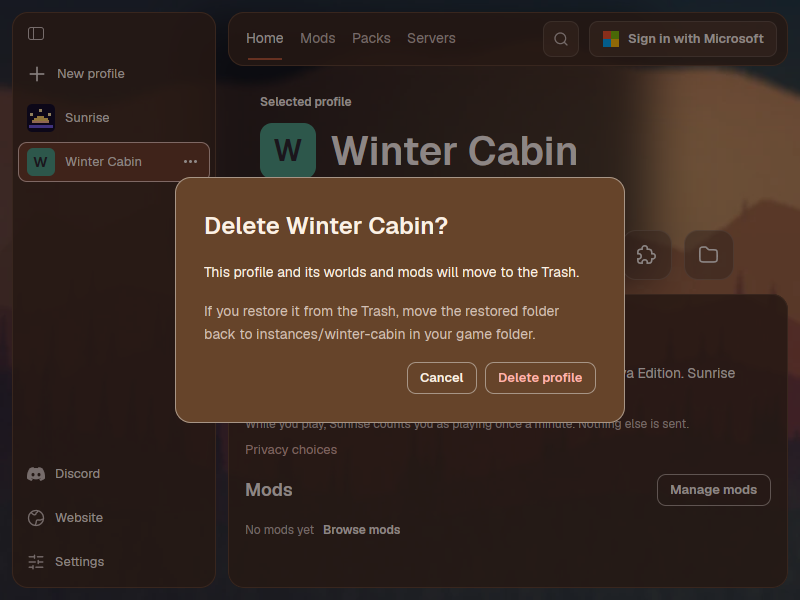 Home Mods Packs Servers
Sign in with Microsoft
New profile
Sunrise
W Winter Cabin
Selected profile
W Winter Cabin
Delete Winter Cabin?
This profile and its worlds and mods will move to the Trash.
If you restore it from the Trash, move the restored folder
back to instances/winter-cabin in your game folder.
Cancel Delete profile
Edition. Sunrise
While you play, Sunrise counts you as playing once a minute. Nothing else is sent.
Privacy choices
Mods
Manage mods
No mods yet Browse mods
Discord
Website
Settings